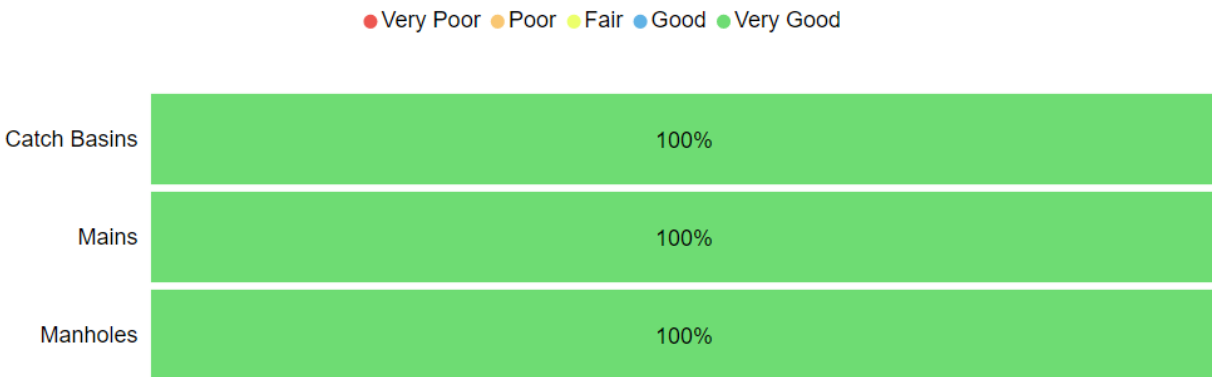 Very Poor Poor Fair Good Very Good
Catch Basins 100%
Mains 100%
Manholes 100%